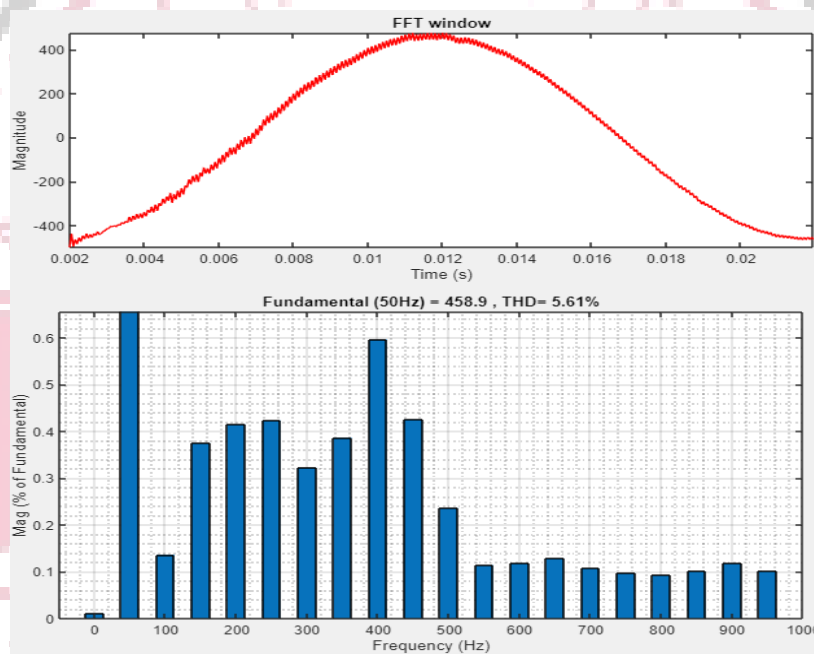 FFT window
400
200
0
-200
-400
Magnitude
0.002 0.004 0.006 0.008 0.01 0.012 0.014 0.016 0.018 0.02
Time (s)
Fundamental (50Hz) = 458.9 , THD= 5.61%
0.6
0.5
0.4
0.3
0.2
0.1
0
Mag (% of Fundamental)
0 100 200 300 400 500 600 700 800 900 1000
Frequency (Hz)